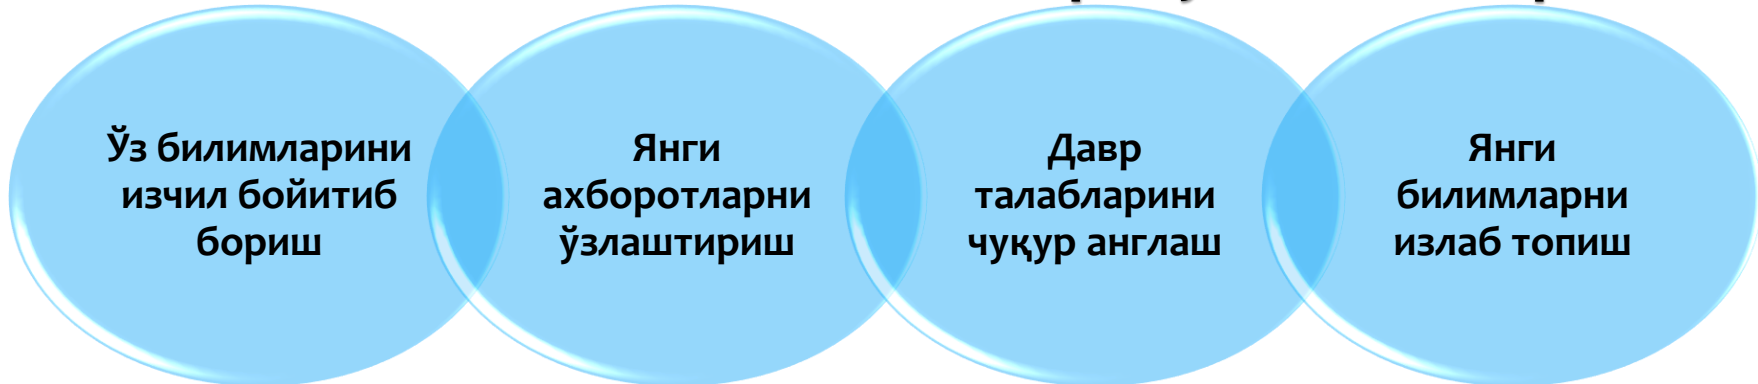 Ўз билимларини
изчил бойитиб
бориш
Янги
ахборотларни
ўзлаштириш
Давр
талабларини
чуқур англаш
Янги
билимларни
излаб топиш